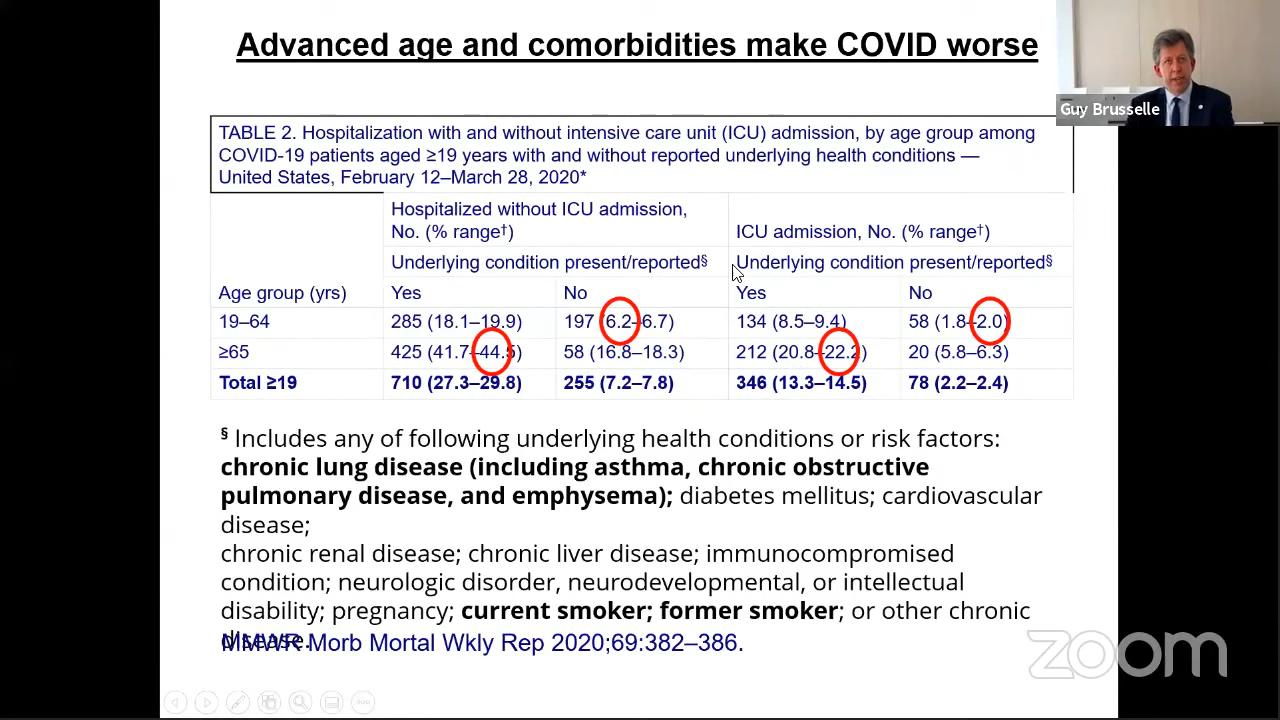 Advanced age and comorbidities make COVID worse
Guy Brusselle
TABLE 2. Hospitalization with and without intensive care unit (ICU) admission, by age group among
COVID-19 patients aged ≥19 years with and without reported underlying health conditions —
United States, February 12–March 28, 2020*
Hospitalized without ICU admission,
No. (% range†)
ICU admission, No. (% range†)
Underlying condition present/reported§
Underlying condition present/reported§
Age group (yrs) Yes No Yes No
19–64 285 (18.1–19.9) 197 (6.2–6.7) 134 (8.5–9.4) 58 (1.8–2.0)
≥65 425 (41.7–44.5) 58 (16.8–18.3) 212 (20.8–22.2) 20 (5.8–6.3)
Total ≥19 710 (27.3–29.8) 255 (7.2–7.8) 346 (13.3–14.5) 78 (2.2–2.4)
§ Includes any of following underlying health conditions or risk factors:
chronic lung disease (including asthma, chronic obstructive
pulmonary disease, and emphysema); diabetes mellitus; cardiovascular
disease;
chronic renal disease; chronic liver disease; immunocompromised
condition; neurologic disorder, neurodevelopmental, or intellectual
disability; pregnancy; current smoker; former smoker; or other chronic
disease.
MMWR Morb Mortal Wkly Rep 2020;69:382–386.
zoom